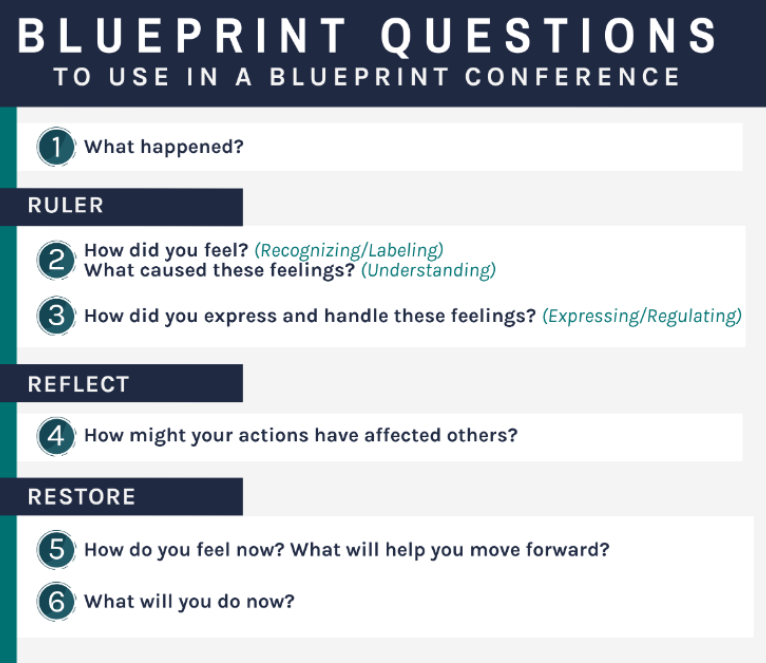 BLUEPRINT QUESTIONS
TO USE IN A BLUEPRINT CONFERENCE
1 What happened?
RULER
2 How did you feel? (Recognizing/Labeling)
What caused these feelings? (Understanding)
3 How did you express and handle these feelings? (Expressing/Regulating)
REFLECT
4 How might your actions have affected others?
RESTORE
5 How do you feel now? What will help you move forward?
6 What will you do now?